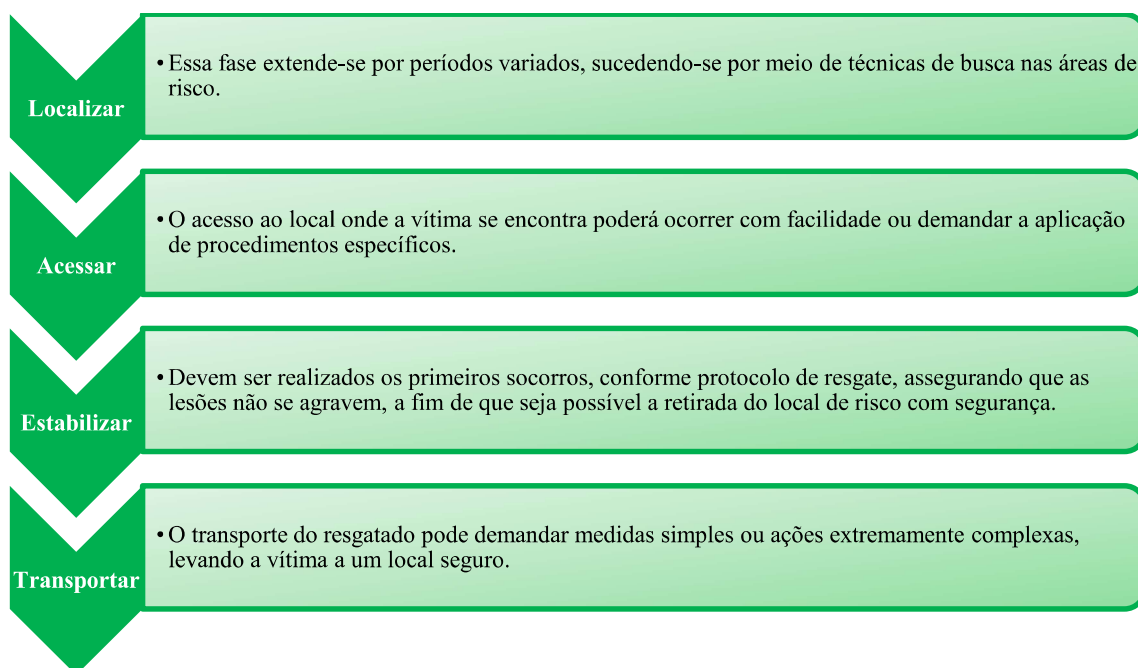 Localizar
• Essa fase extende-se por períodos variados, sucedendo-se por meio de técnicas de busca nas áreas de
risco.
Acessar
• O acesso ao local onde a vítima se encontra poderá ocorrer com facilidade ou demandar a aplicação
de procedimentos específicos.
Estabilizar
• Devem ser realizados os primeiros socorros, conforme protocolo de resgate, assegurando que as
lesões não se agravem, a fim de que seja possível a retirada do local de risco com segurança.
Transportar
• O transporte do resgatado pode demandar medidas simples ou ações extremamente complexas,
levando a vítima a um local seguro.